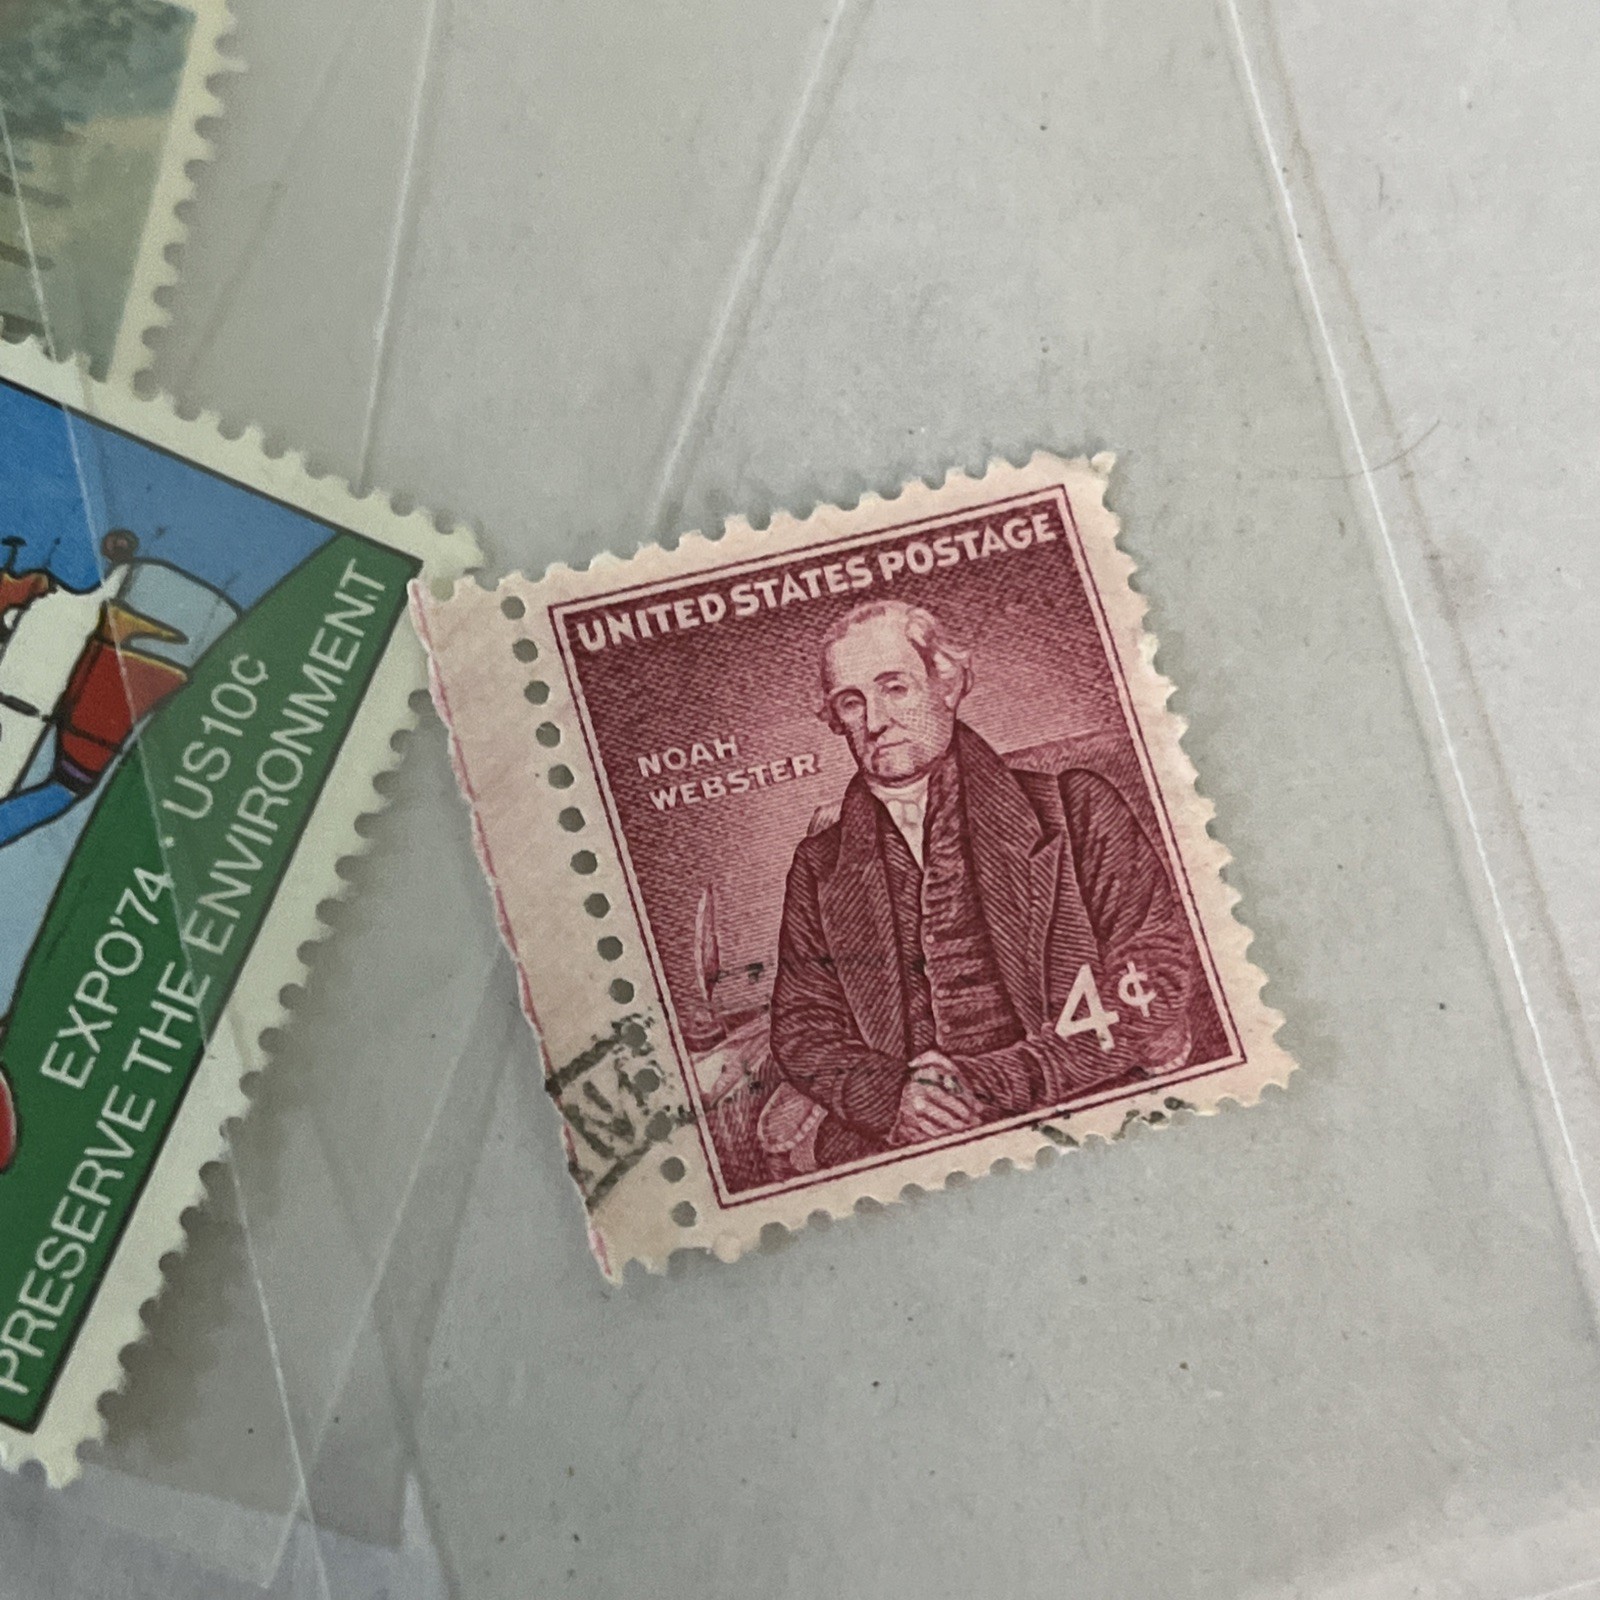 EXPO'74 · US10¢
PRESERVE THE ENVIRONMENT
UNITED STATES POSTAGE
NOAH
WEBSTER
4¢